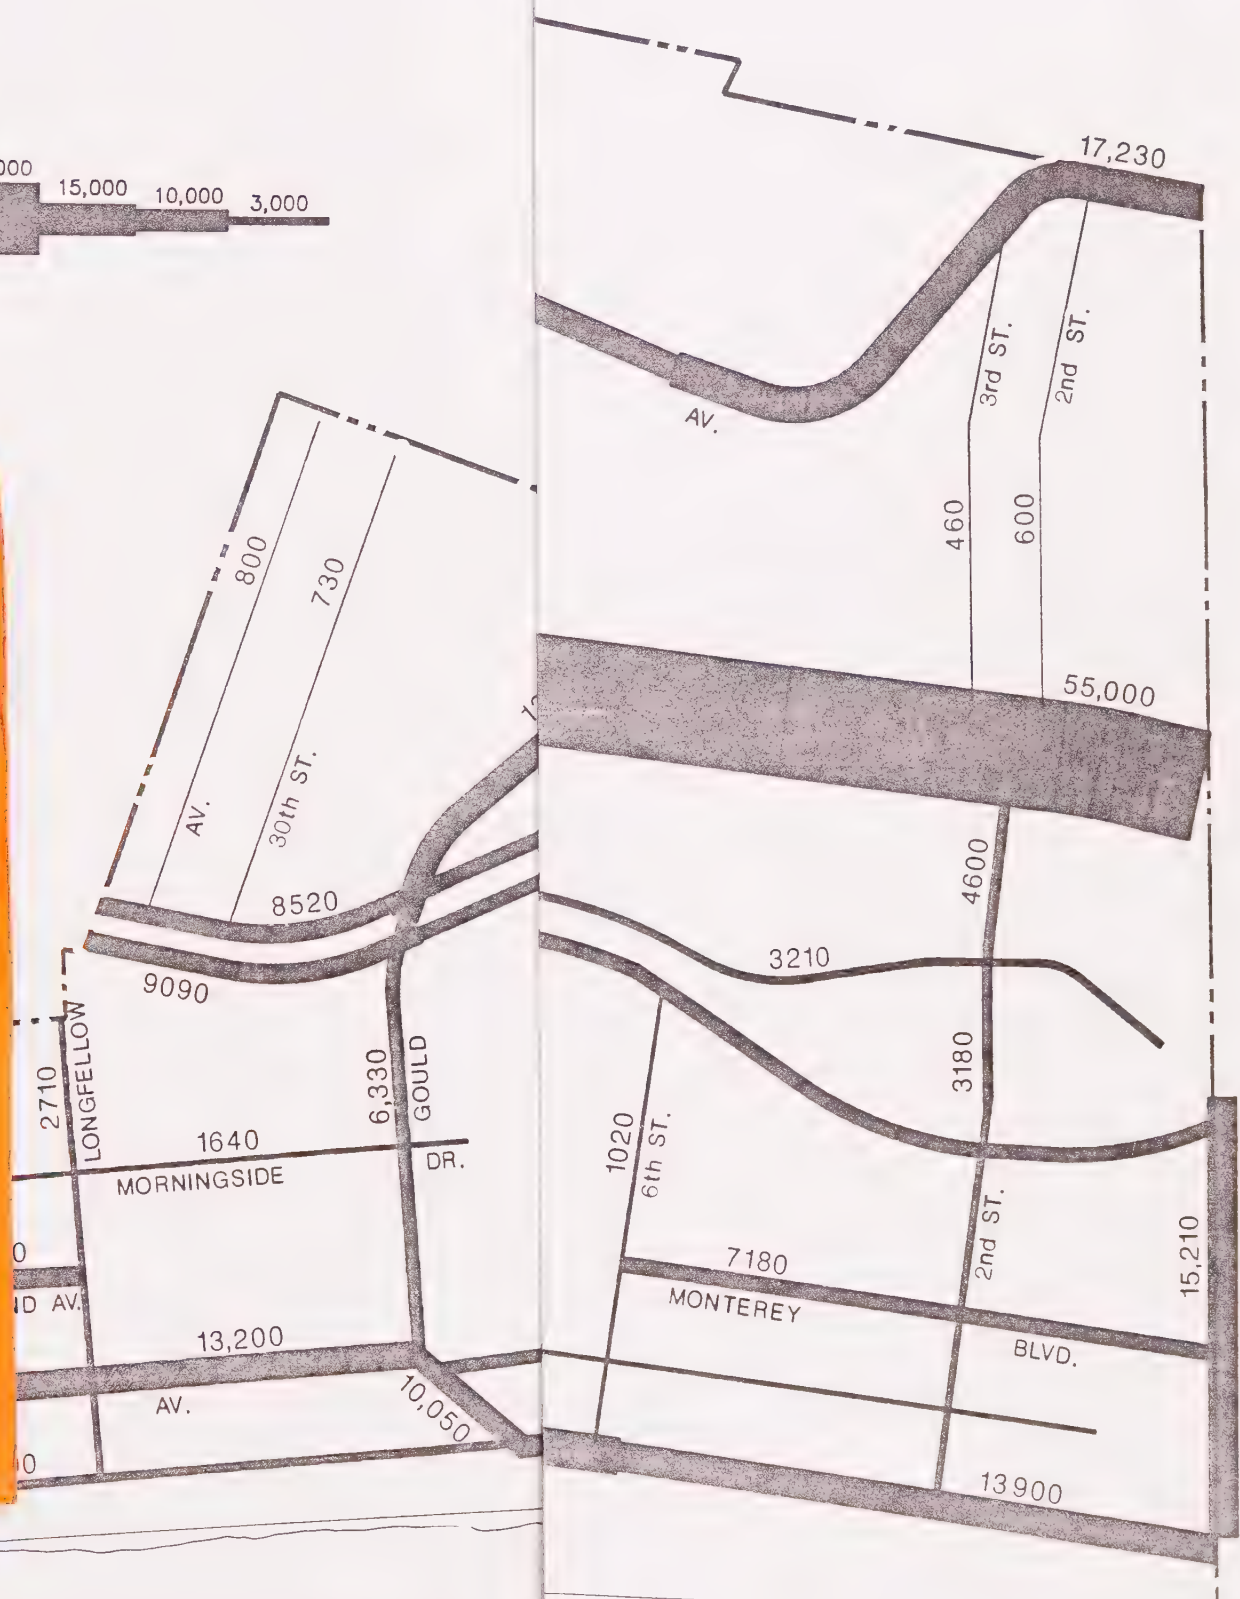 15,000
10,000
3,000
17,230
3rd ST.
2nd ST.
AV.
460
600
800
730
55,000
AV.
30th ST.
8520
9090
4600
3210
3180
2710
LONGFELLOW
6,330
GOULD
1640
MORNINGSIDE
DR.
1020
6th ST.
2nd ST.
15,210
7180
MONTEREY
BLVD.
AV.
13,200
AV.
10,050
13900